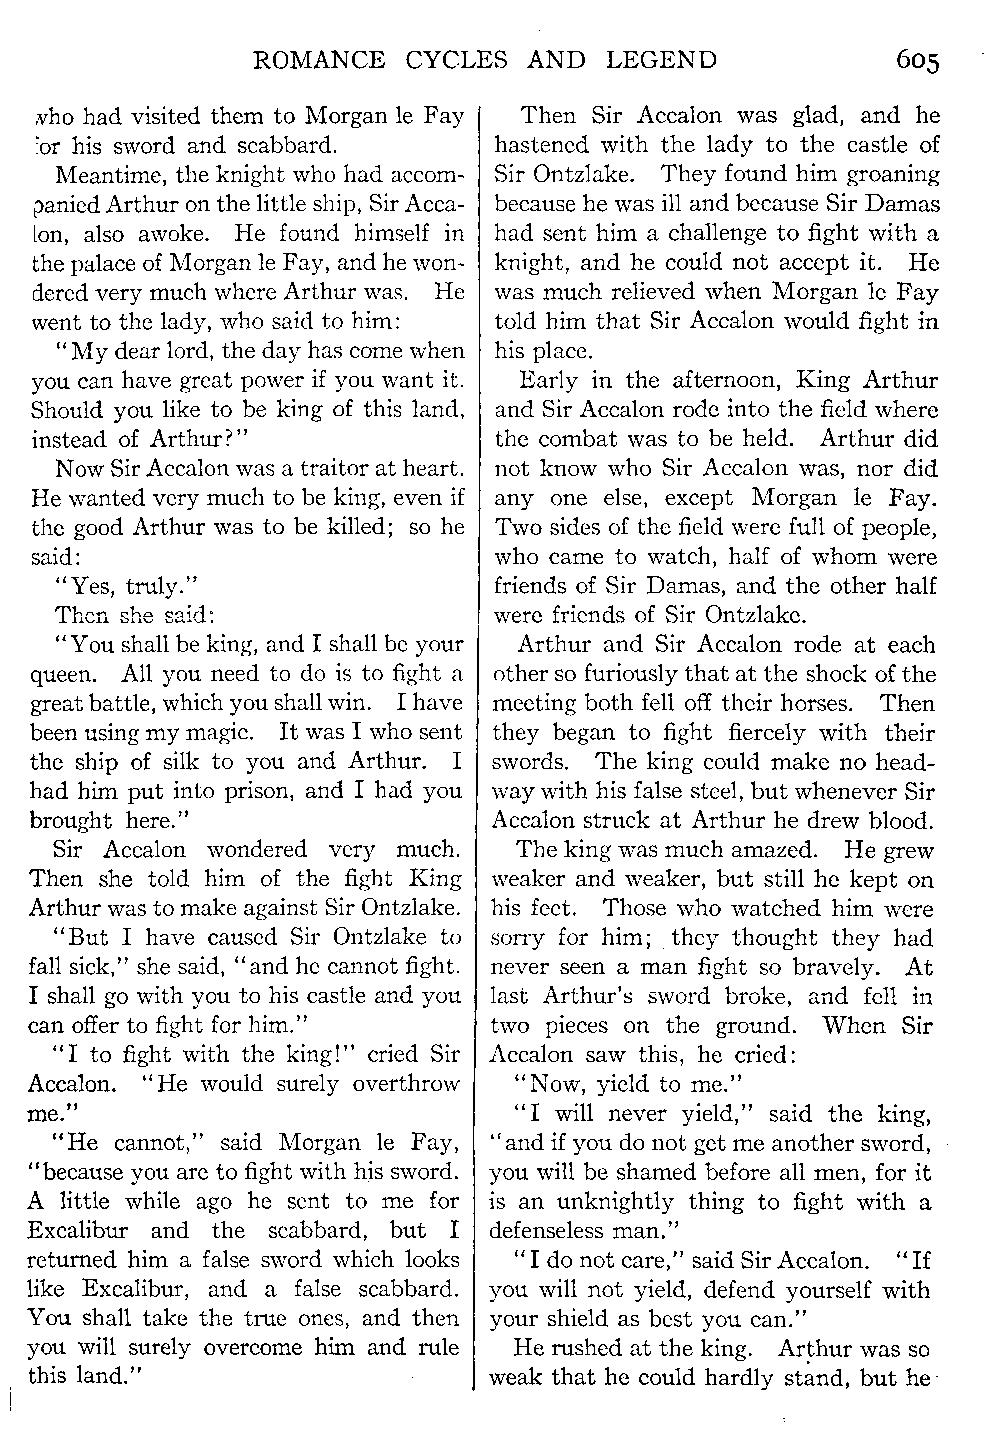 ROMANCE CYCLES AND LEGEND 605
who had visited them to Morgan le Fay
for his sword and scabbard.
Meantime, the knight who had accom-
panied Arthur on the little ship, Sir Acca-
lon, also awoke. He found himself in
the palace of Morgan le Fay, and he won-
dered very much where Arthur was. He
went to the lady, who said to him:
"My dear lord, the day has come when
you can have great power if you want it.
Should you like to be king of this land,
instead of Arthur?"
Now Sir Accalon was a traitor at heart.
He wanted very much to be king, even if
the good Arthur was to be killed; so he
said:
"Yes, truly."
Then she said:
"You shall be king, and I shall be your
queen. All you need to do is to fight a
great battle, which you shall win. I have
been using my magic. It was I who sent
the ship of silk to you and Arthur. I
had him put into prison, and I had you
brought here."
Sir Accalon wondered very much.
Then she told him of the fight King
Arthur was to make against Sir Ontzlake.
"But I have caused Sir Ontzlake to
fall sick," she said, "and he cannot fight.
I shall go with you to his castle and you
can offer to fight for him."
"I to fight with the king!" cried Sir
Accalon. "He would surely overthrow
me."
"He cannot," said Morgan le Fay,
"because you are to fight with his sword.
A little while ago he sent to me for
Excalibur and the scabbard, but I
returned him a false sword which looks
like Excalibur, and a false scabbard.
You shall take the true ones, and then
you will surely overcome him and rule
this land."
Then Sir Accalon was glad, and he
hastened with the lady to the castle of
Sir Ontzlake. They found him groaning
because he was ill and because Sir Damas
had sent him a challenge to fight with a
knight, and he could not accept it. He
was much relieved when Morgan le Fay
told him that Sir Accalon would fight in
his place.
Early in the afternoon, King Arthur
and Sir Accalon rode into the field where
the combat was to be held. Arthur did
not know who Sir Accalon was, nor did
any one else, except Morgan le Fay.
Two sides of the field were full of people,
who came to watch, half of whom were
friends of Sir Damas, and the other half
were friends of Sir Ontzlake.
Arthur and Sir Accalon rode at each
other so furiously that at the shock of the
meeting both fell off their horses. Then
they began to fight fiercely with their
swords. The king could make no head-
way with his false steel, but whenever Sir
Accalon struck at Arthur he drew blood.
The king was much amazed. He grew
weaker and weaker, but still he kept on
his feet. Those who watched him were
sorry for him; they thought they had
never seen a man fight so bravely. At
last Arthur's sword broke, and fell in
two pieces on the ground. When Sir
Accalon saw this, he cried:
"Now, yield to me."
"I will never yield," said the king,
"and if you do not get me another sword,
you will be shamed before all men, for it
is an unknightly thing to fight with a
defenseless man."
"I do not care," said Sir Accalon. "If
you will not yield, defend yourself with
your shield as best you can."
He rushed at the king. Arthur was so
weak that he could hardly stand, but he